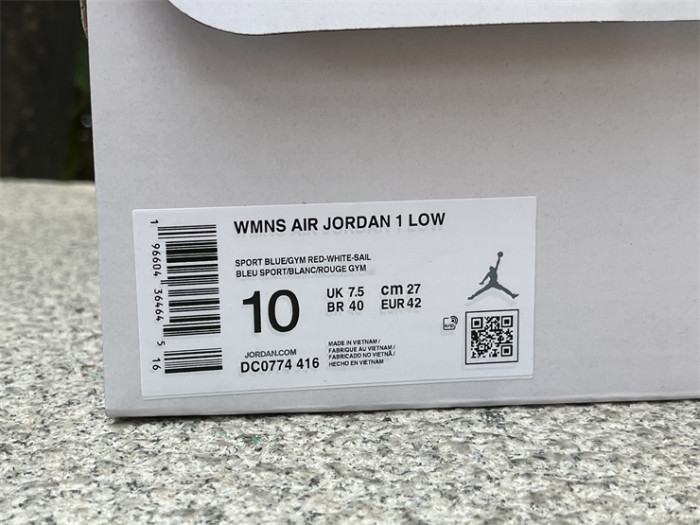 WMNS AIR JORDAN 1 LOW
SPORT BLUE/GYM RED-WHITE-SAIL
BLEU SPORT/BLANC/ROUGE GYM
10
UK 7.5 cm 27
BR 40 EUR 42
JORDAN.COM
DC0774 416
MADE IN VIETNAM/
FABRIQUE AU VIETNAM/
FABRICADO NO VIETNÃ/
HECHO EN VIETNAM
1 96604 36464 5 16